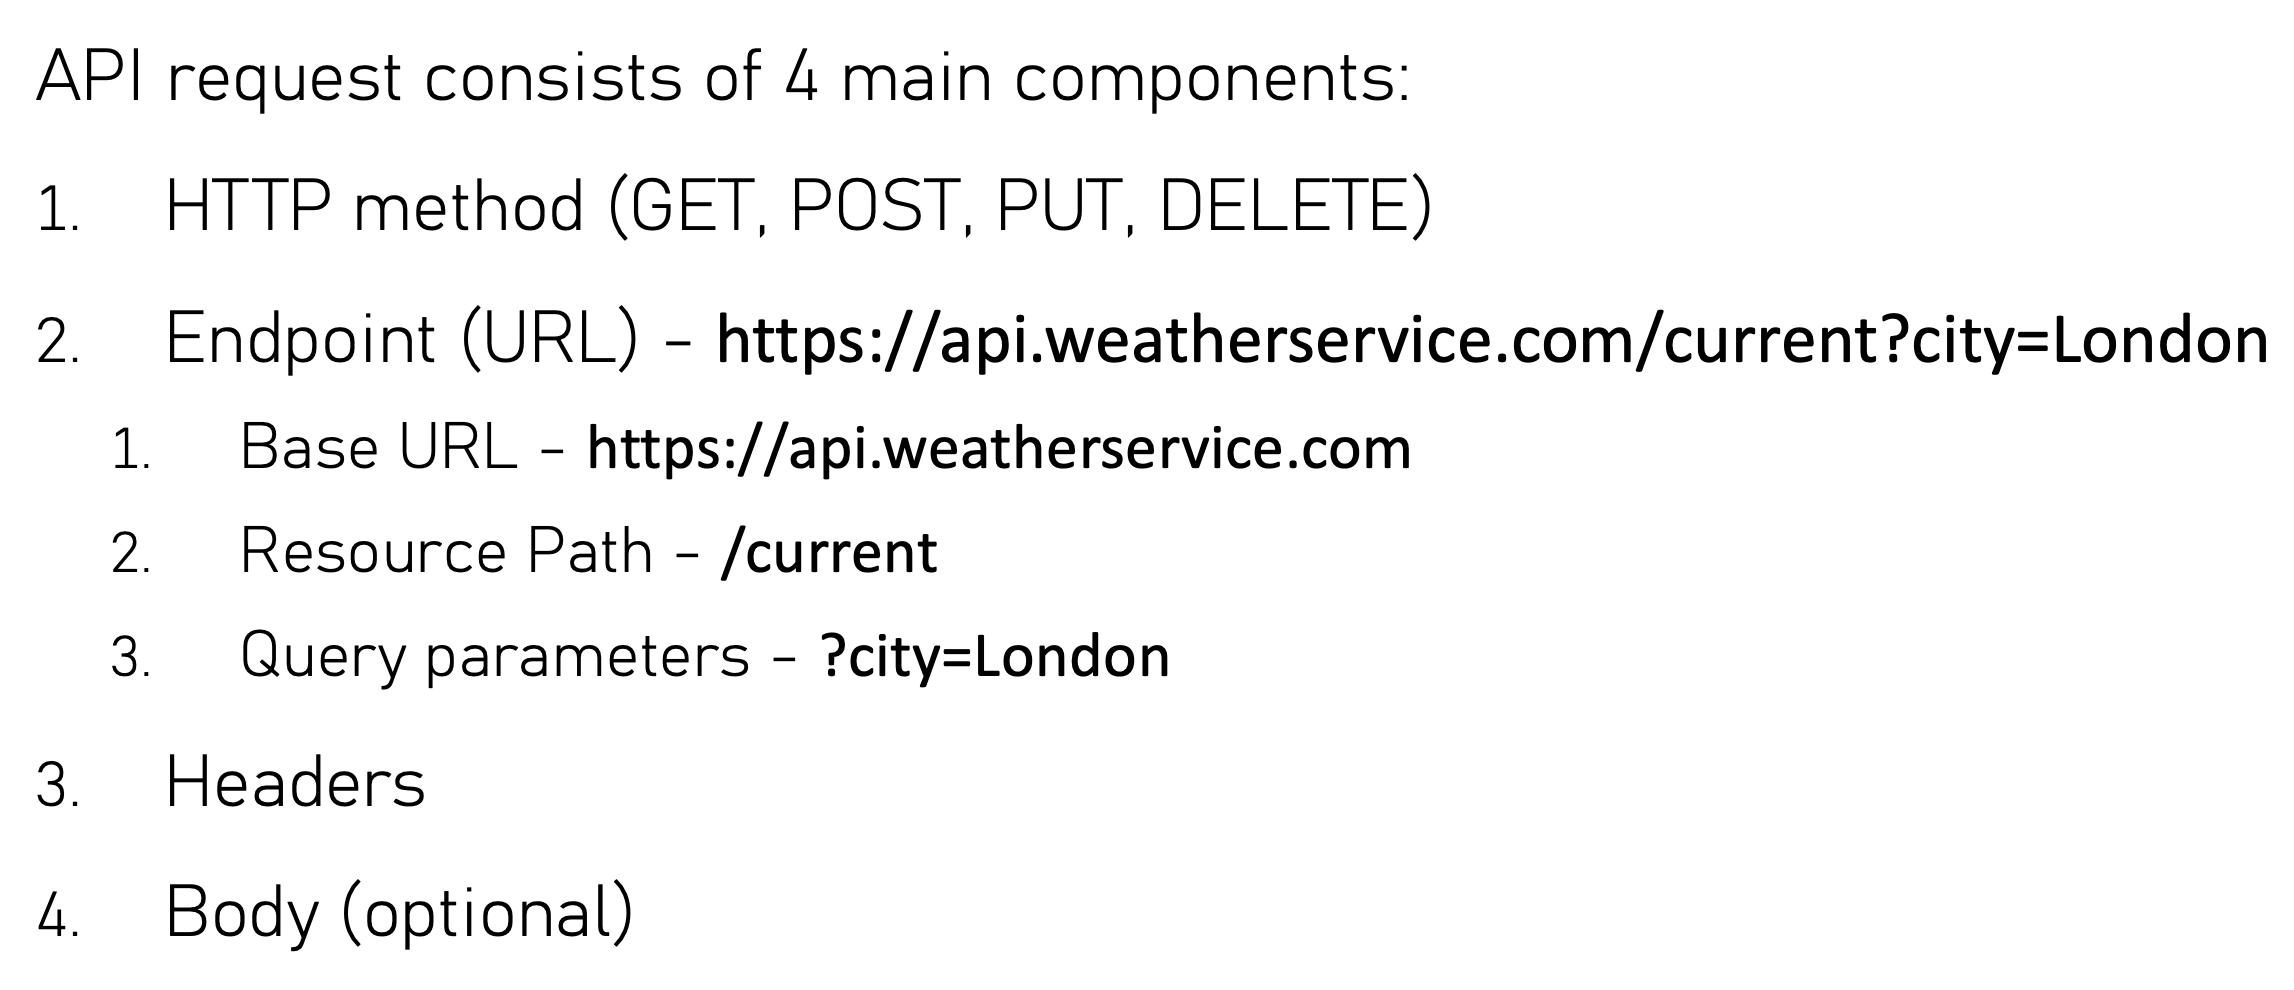 API request consists of 4 main components:
1. HTTP method (GET, POST, PUT, DELETE)
2. Endpoint (URL) – https://api.weatherservice.com/current?city=London
1. Base URL – https://api.weatherservice.com
2. Resource Path – /current
3. Query parameters – ?city=London
3. Headers
4. Body (optional)